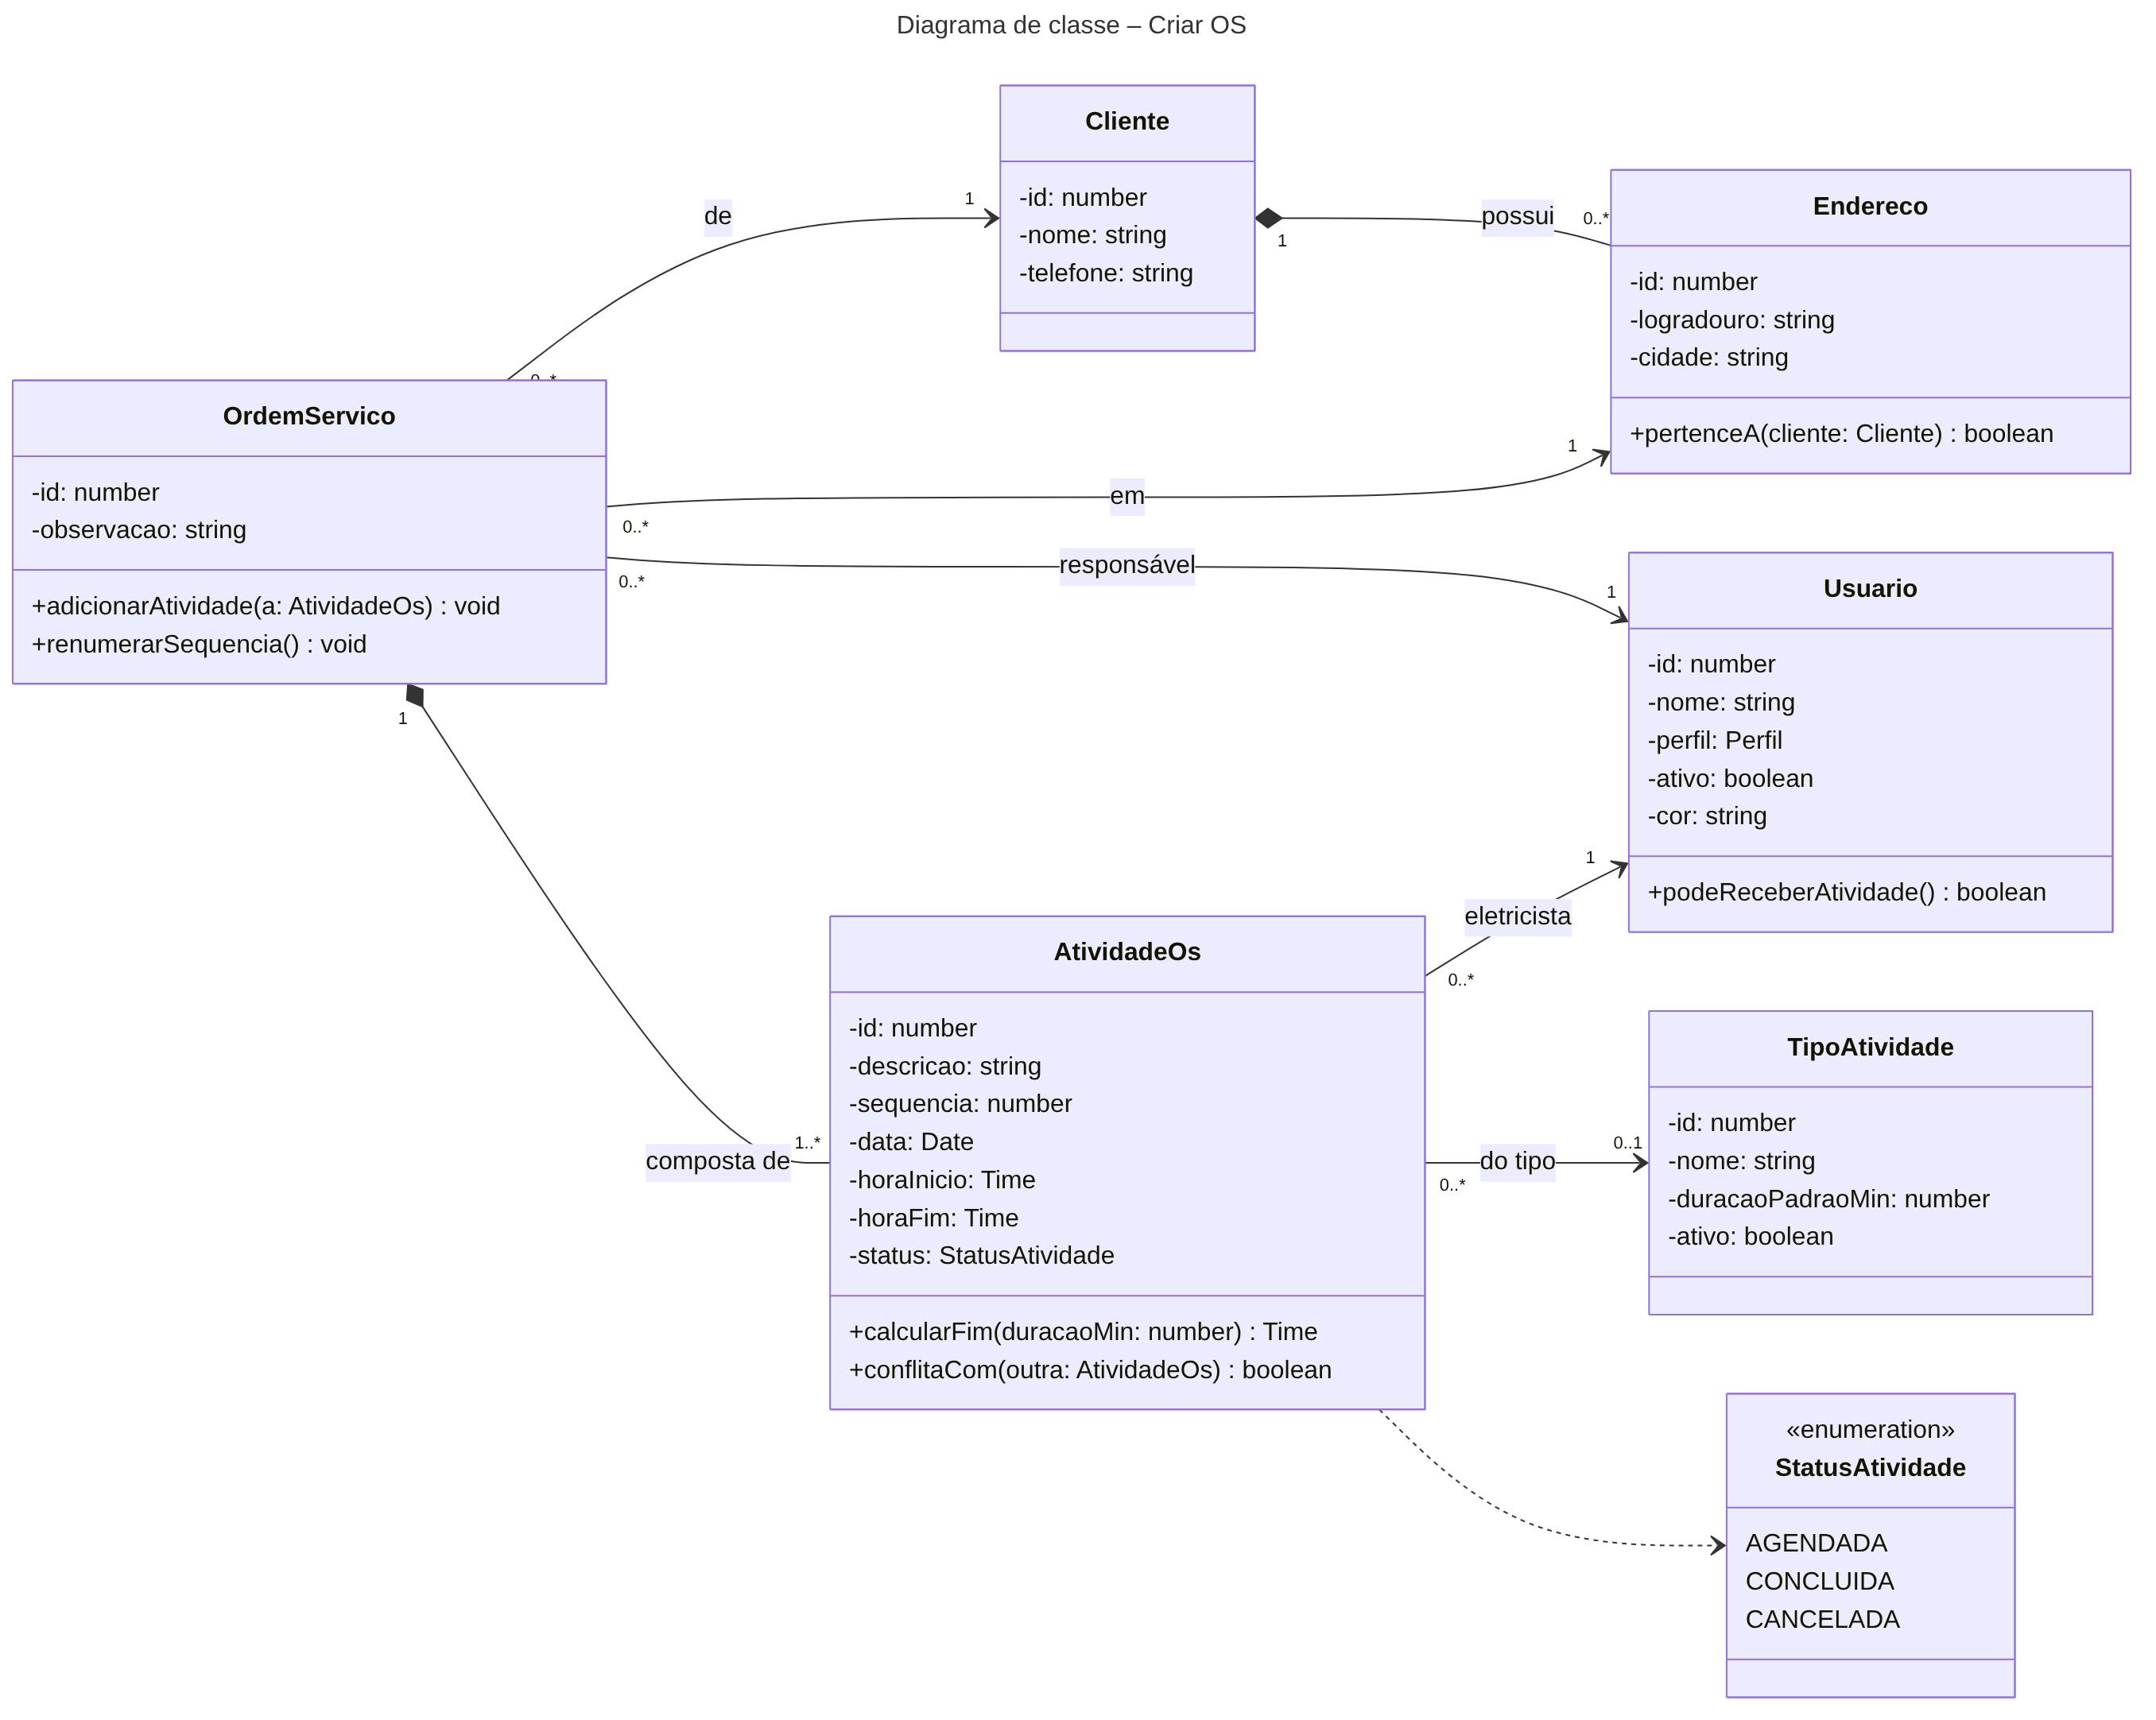 Diagrama de classe – Criar OS
Cliente
-id: number
-nome: string
-telefone: string
de
1
1
possui
0..*
Endereco
-id: number
-logradouro: string
-cidade: string
+pertenceA(cliente: Cliente) : boolean
OrdemServico
-id: number
-observacao: string
+adicionarAtividade(a: AtividadeOs) : void
+renumerarSequencia() : void
0..*
em
1
0..*
responsável
1
Usuario
-id: number
-nome: string
-perfil: Perfil
-ativo: boolean
-cor: string
+podeReceberAtividade() : boolean
1
composta de
1..*
AtividadeOs
-id: number
-descricao: string
-sequencia: number
-data: Date
-horaInicio: Time
-horaFim: Time
-status: StatusAtividade
+calcularFim(duracaoMin: number) : Time
+conflitaCom(outra: AtividadeOs) : boolean
0..*
eletricista
1
0..*
do tipo
0..1
TipoAtividade
-id: number
-nome: string
-duracaoPadraoMin: number
-ativo: boolean
«enumeration»
StatusAtividade
AGENDADA
CONCLUIDA
CANCELADA